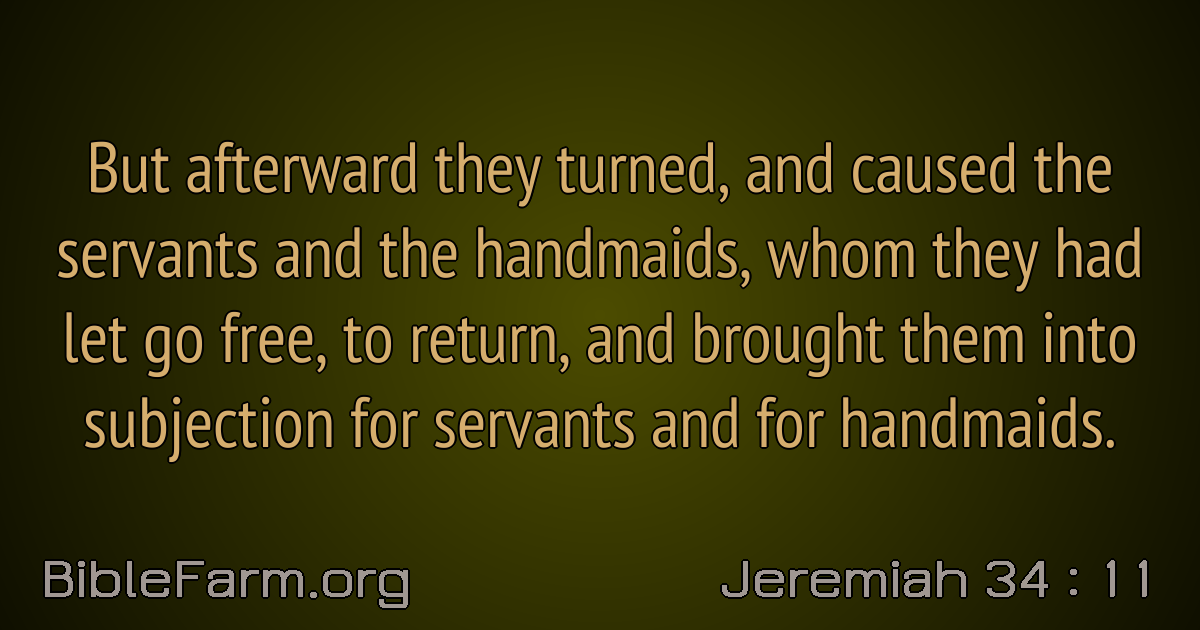 But afterward they turned, and caused the
servants and the handmaids, whom they had
let go free, to return, and brought them into
subjection for servants and for handmaids.
BibleFarm.org
Jeremiah 34 : 11